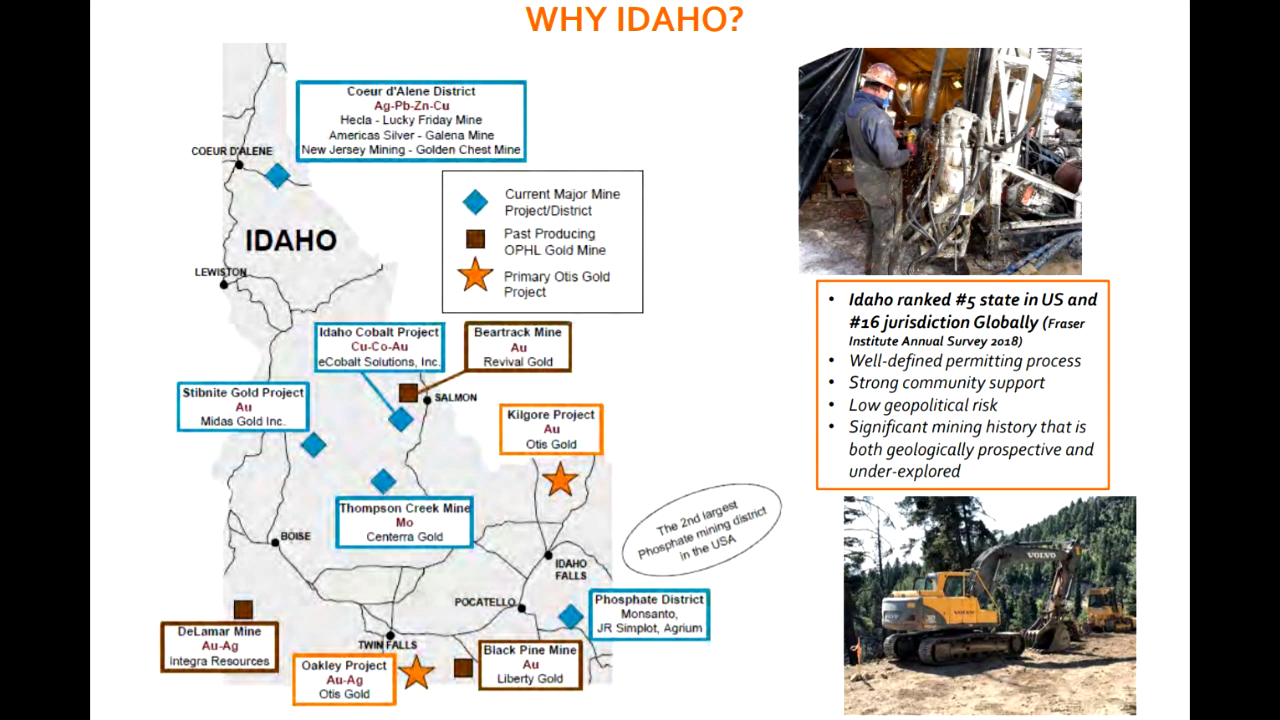 WHY IDAHO?
Coeur d'Alene District
Ag-Pb-Zn-Cu
Hecla - Lucky Friday Mine
Americas Silver - Galena Mine
New Jersey Mining - Golden Chest Mine
COEUR D'ALENE
IDAHO
LEWISTON
Current Major Mine
Project/District
Past Producing
OPHL Gold Mine
Primary Otis Gold
Project
Idaho Cobalt Project
Cu-Co-Au
eCobalt Solutions, Inc.
Beartrack Mine
Au
Revival Gold
SALMON
Stibnite Gold Project
Au
Midas Gold Inc.
Kilgore Project
Au
Otis Gold
Thompson Creek Mine
Mo
Centerra Gold
The 2nd largest
Phosphate mining district
in the USA
BOISE
IDAHO
FALLS
POCATELLO
Phosphate District
Monsanto,
JR Simplot, Agrium
DeLamar Mine
Au-Ag
Integra Resources
TWIN FALLS
Oakley Project
Au-Ag
Otis Gold
Black Pine Mine
Au
Liberty Gold
• Idaho ranked #5 state in US and
#16 jurisdiction Globally (Fraser
Institute Annual Survey 2018)
• Well-defined permitting process
• Strong community support
• Low geopolitical risk
• Significant mining history that is
both geologically prospective and
under-explored
VOLVO
VOLVO